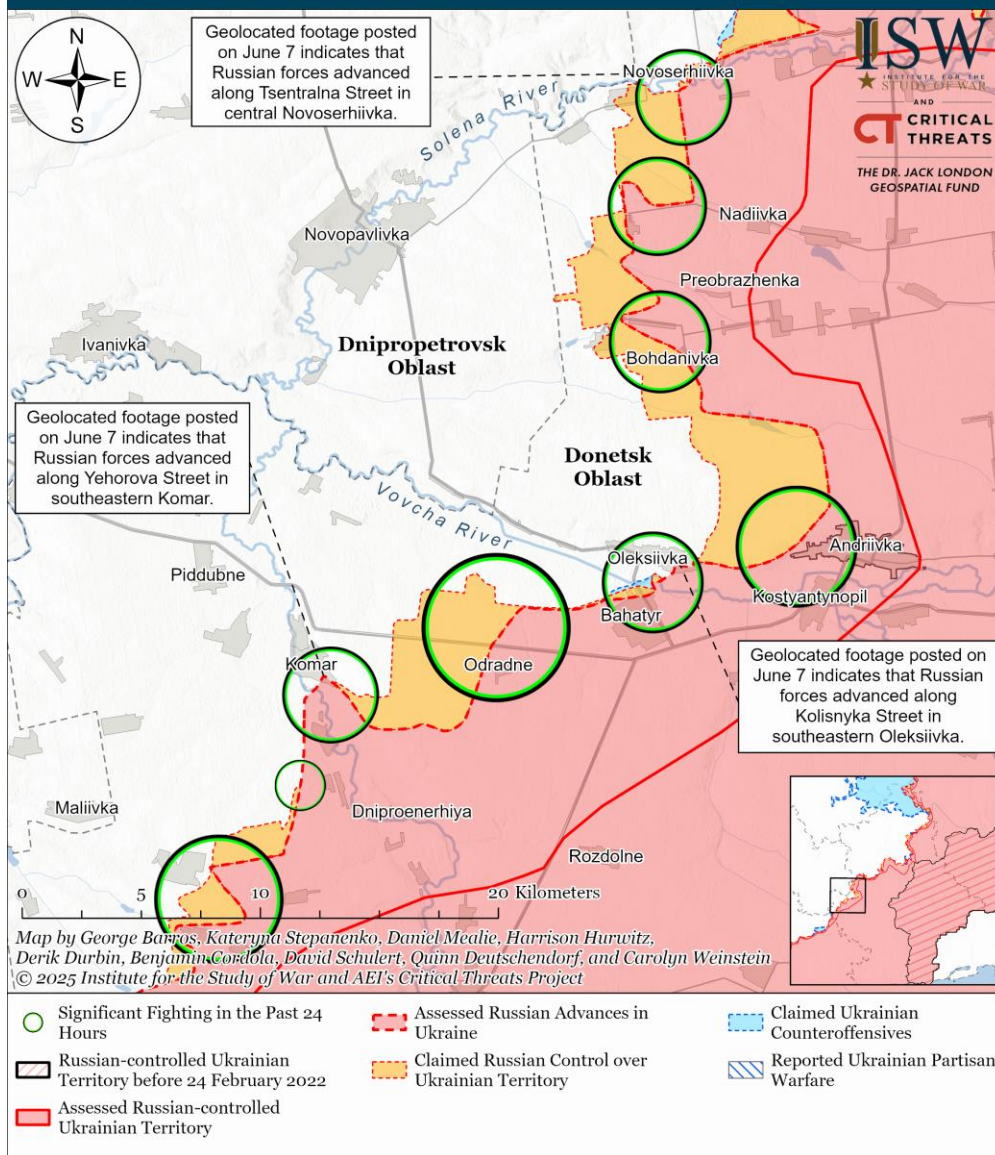 N
W
E
S
Geolocated footage posted
on June 7 indicates that
Russian forces advanced
along Tsentralna Street in
central Novoserhiivka.
ISW
INSTITUTE FOR THE
STUDY OF WAR
AND
CT CRITICAL
THREATS
THE DR. JACK LONDON
GEOSPATIAL FUND
Novoserhiivka
Solena River
Novopavlivka
Nadiivka
Preobrazhenka
Ivanivka
Dnipropetrovsk
Oblast
Bohdanivka
Geolocated footage posted
on June 7 indicates that
Russian forces advanced
along Yehorova Street in
southeastern Komar.
Donetsk
Oblast
Vovcha River
Oleksiivka
Andriivka
Piddubne
Bahatyr
Kostyantynopil
Komar
Odradne
Geolocated footage posted on
June 7 indicates that Russian
forces advanced along
Kolisnyka Street in
southeastern Oleksiivka.
Maliivka
Dniproenerhiya
Rozdolne
0 5 10 20 Kilometers
Map by George Barros, Kateryna Stepanenko, Daniel Mealie, Harrison Hurwitz,
Derik Durbin, Benjamin Cordola, David Schulert, Quinn Deutschendorf, and Carolyn Weinstein
© 2025 Institute for the Study of War and AEI's Critical Threats Project
Significant Fighting in the Past 24
Hours
Russian-controlled Ukrainian
Territory before 24 February 2022
Assessed Russian-controlled
Ukrainian Territory
Assessed Russian Advances in
Ukraine
Claimed Russian Control over
Ukrainian Territory
Claimed Ukrainian
Counteroffensives
Reported Ukrainian Partisan
Warfare